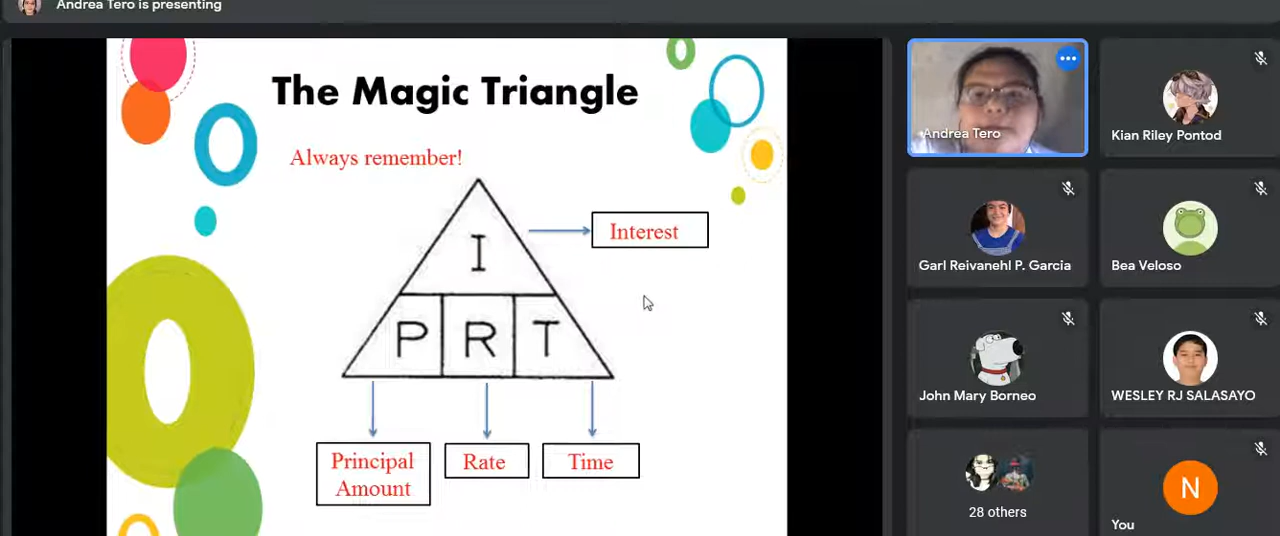 Andrea Tero is presenting
The Magic Triangle
Always remember!
I
Interest
P R T
Principal
Amount
Rate
Time
Andrea Tero
Kian Riley Pontod
Garl Reivanehl P. Garcia
Bea Veloso
John Mary Borneo
WESLEY RJ SALASAYO
28 others
N
You